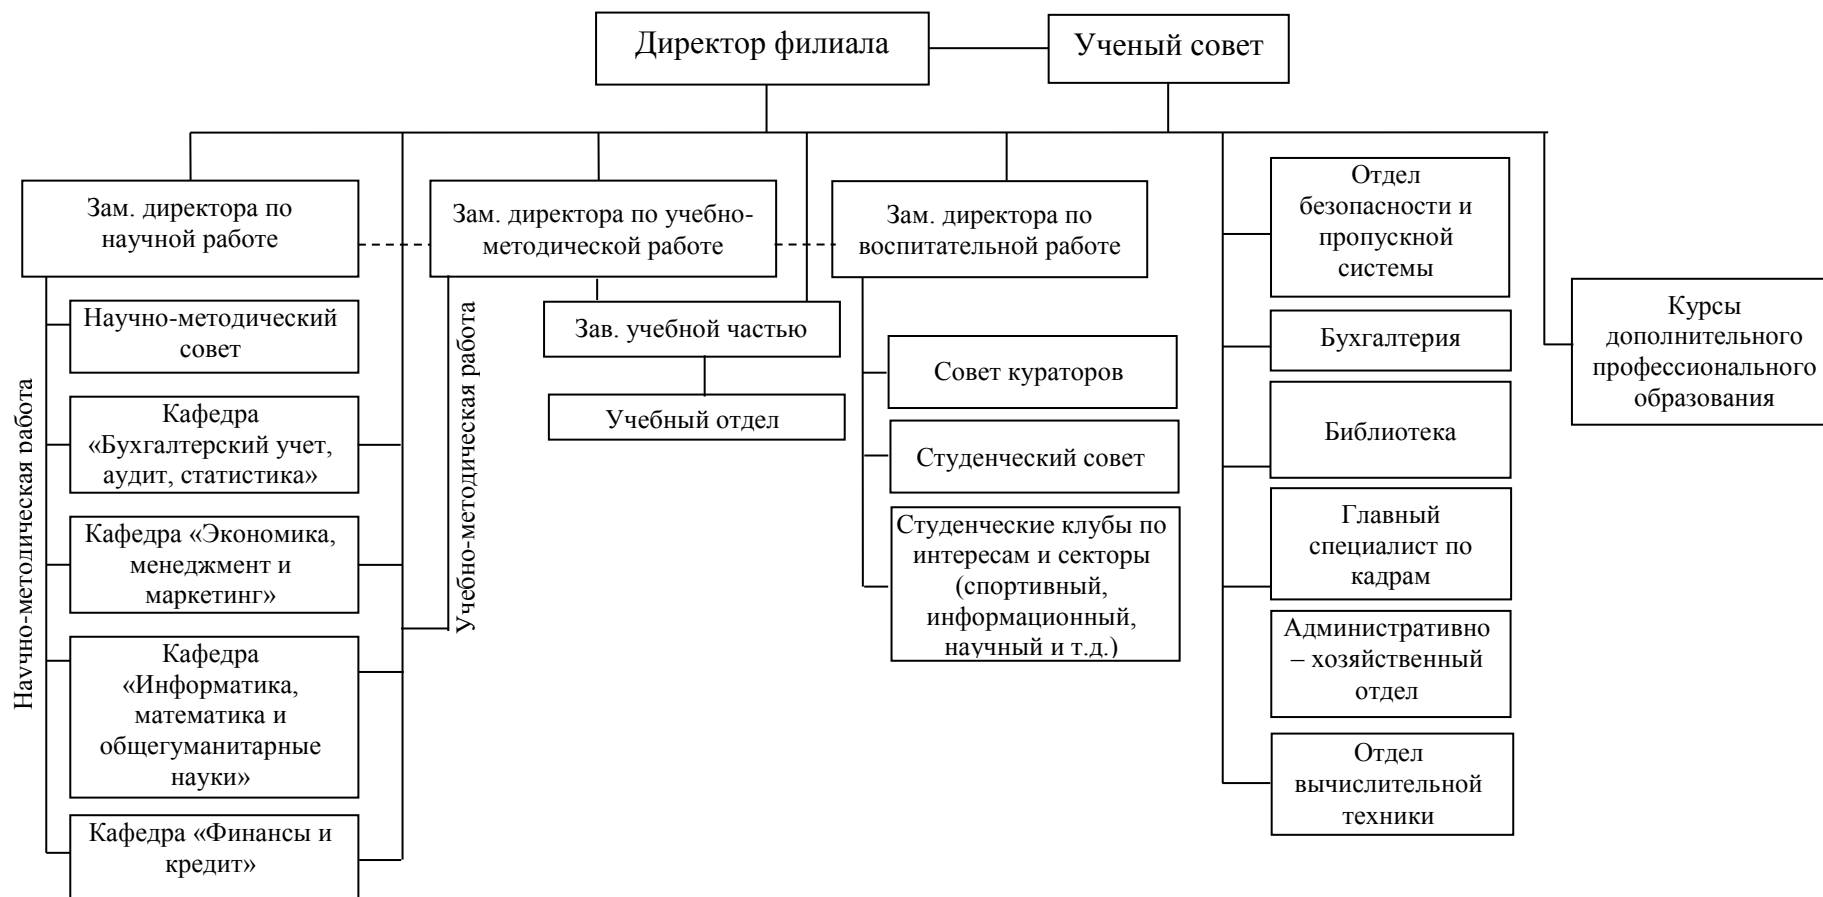 Директор филиала
Ученый совет
Зам. директора по
научной работе
Зам. директора по учебно-
методической работе
Зам. директора по
воспитательной работе
Отдел
безопасности и
пропускной
системы
Научно-методическая работа
Научно-методический
совет
Кафедра
«Бухгалтерский учет,
аудит, статистика»
Кафедра «Экономика,
менеджмент и
маркетинг»
Кафедра
«Информатика,
математика и
общегуманитарные
науки»
Кафедра «Финансы и
кредит»
Учебно-методическая работа
Зав. учебной частью
Учебный отдел
Совет кураторов
Студенческий совет
Студенческие клубы по
интересам и секторы
(спортивный,
информационный,
научный и т.д.)
Бухгалтерия
Библиотека
Главный
специалист по
кадрам
Административно
– хозяйственный
отдел
Отдел
вычислительной
техники
Курсы
дополнительного
профессионального
образования